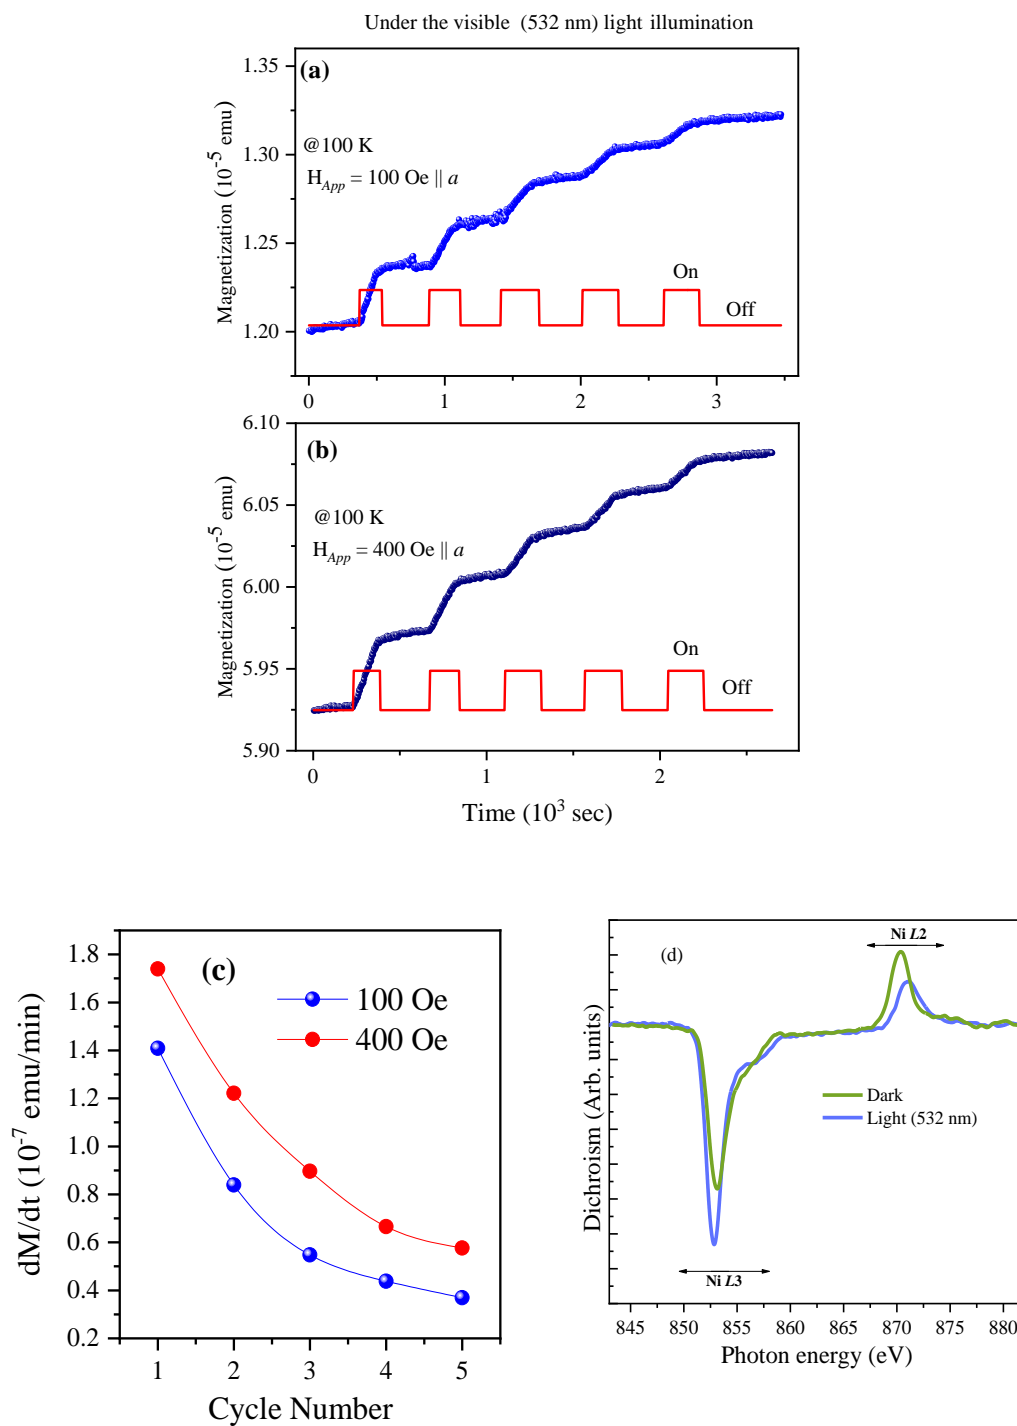 Under the visible (532 nm) light illumination
(a)
@100 K
H_App = 100 Oe || a
Magnetization (10^-5 emu)
1.35
1.30
1.25
1.20
On
Off
0 1 2 3
(b)
@100 K
H_App = 400 Oe || a
Magnetization (10^-5 emu)
6.10
6.05
6.00
5.95
5.90
On
Off
0 1 2
Time (10^3 sec)
(c)
100 Oe
400 Oe
dM/dt (10^-7 emu/min)
1.8
1.6
1.4
1.2
1.0
0.8
0.6
0.4
0.2
1 2 3 4 5
Cycle Number
(d)
Ni L2
Dark
Light (532 nm)
Ni L3
Dichroism (Arb. units)
845 850 855 860 865 870 875 880
Photon energy (eV)